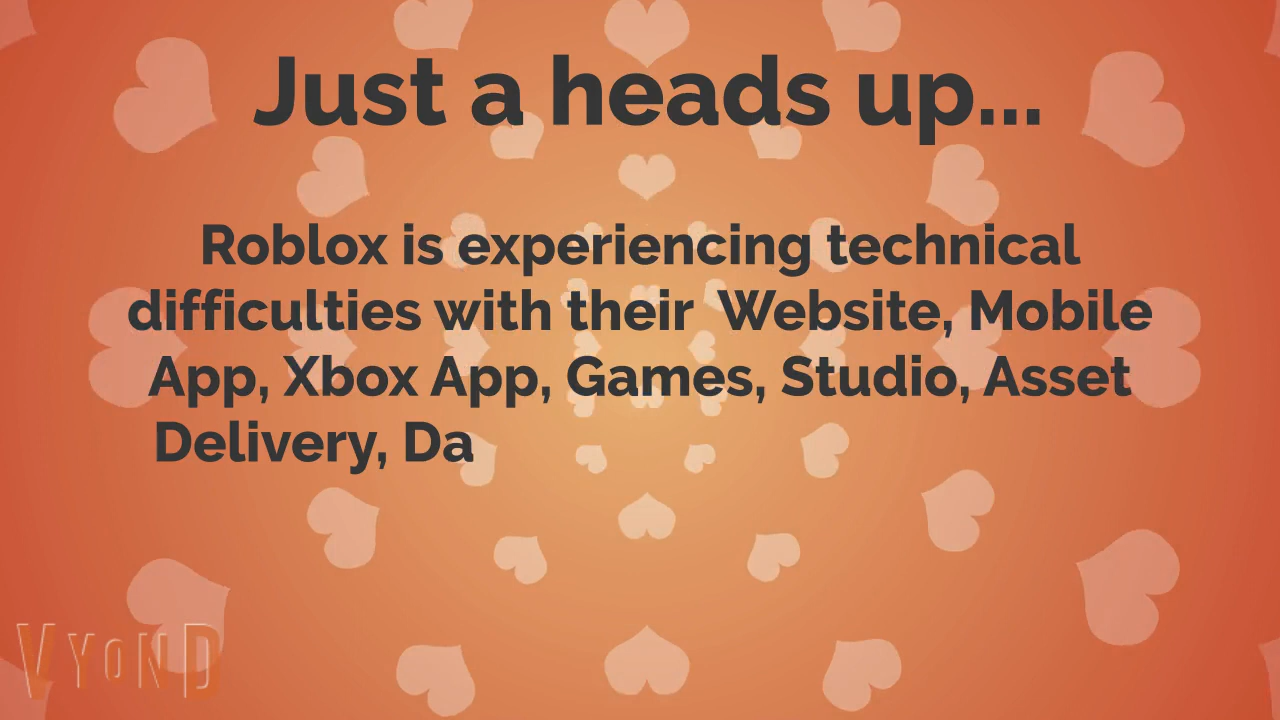 Just a heads up...
Roblox is experiencing technical
difficulties with their  Website, Mobile
App, Xbox App, Games, Studio, Asset
Delivery, Da
VYOND